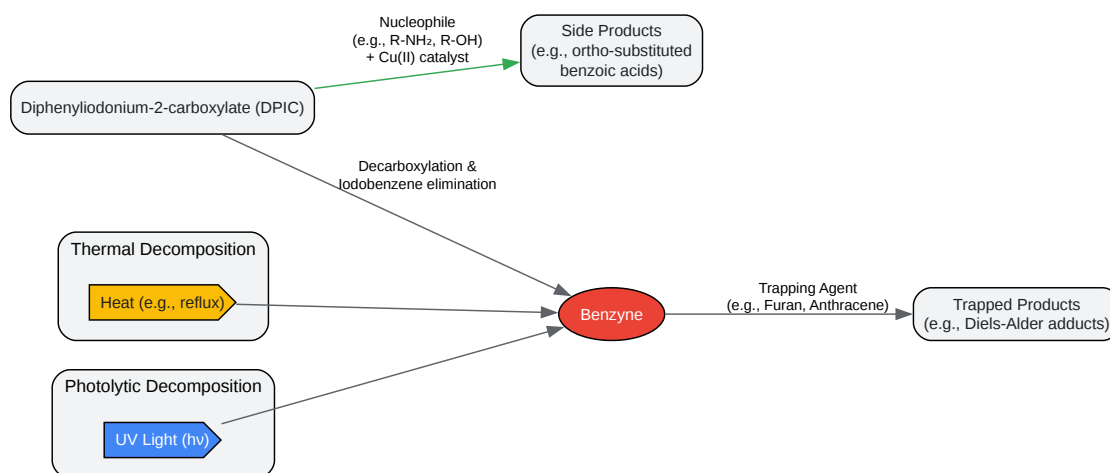 Nucleophile
(e.g., R-NH₂, R-OH)
+ Cu(II) catalyst
Side Products
(e.g., ortho-substituted
benzoic acids)
Diphenyliodonium-2-carboxylate (DPIC)
Decarboxylation &
Iodobenzene elimination
Thermal Decomposition
Heat (e.g., reflux)
Benzyne
Trapping Agent
(e.g., Furan, Anthracene)
Trapped Products
(e.g., Diels-Alder adducts)
Photolytic Decomposition
UV Light (hν)